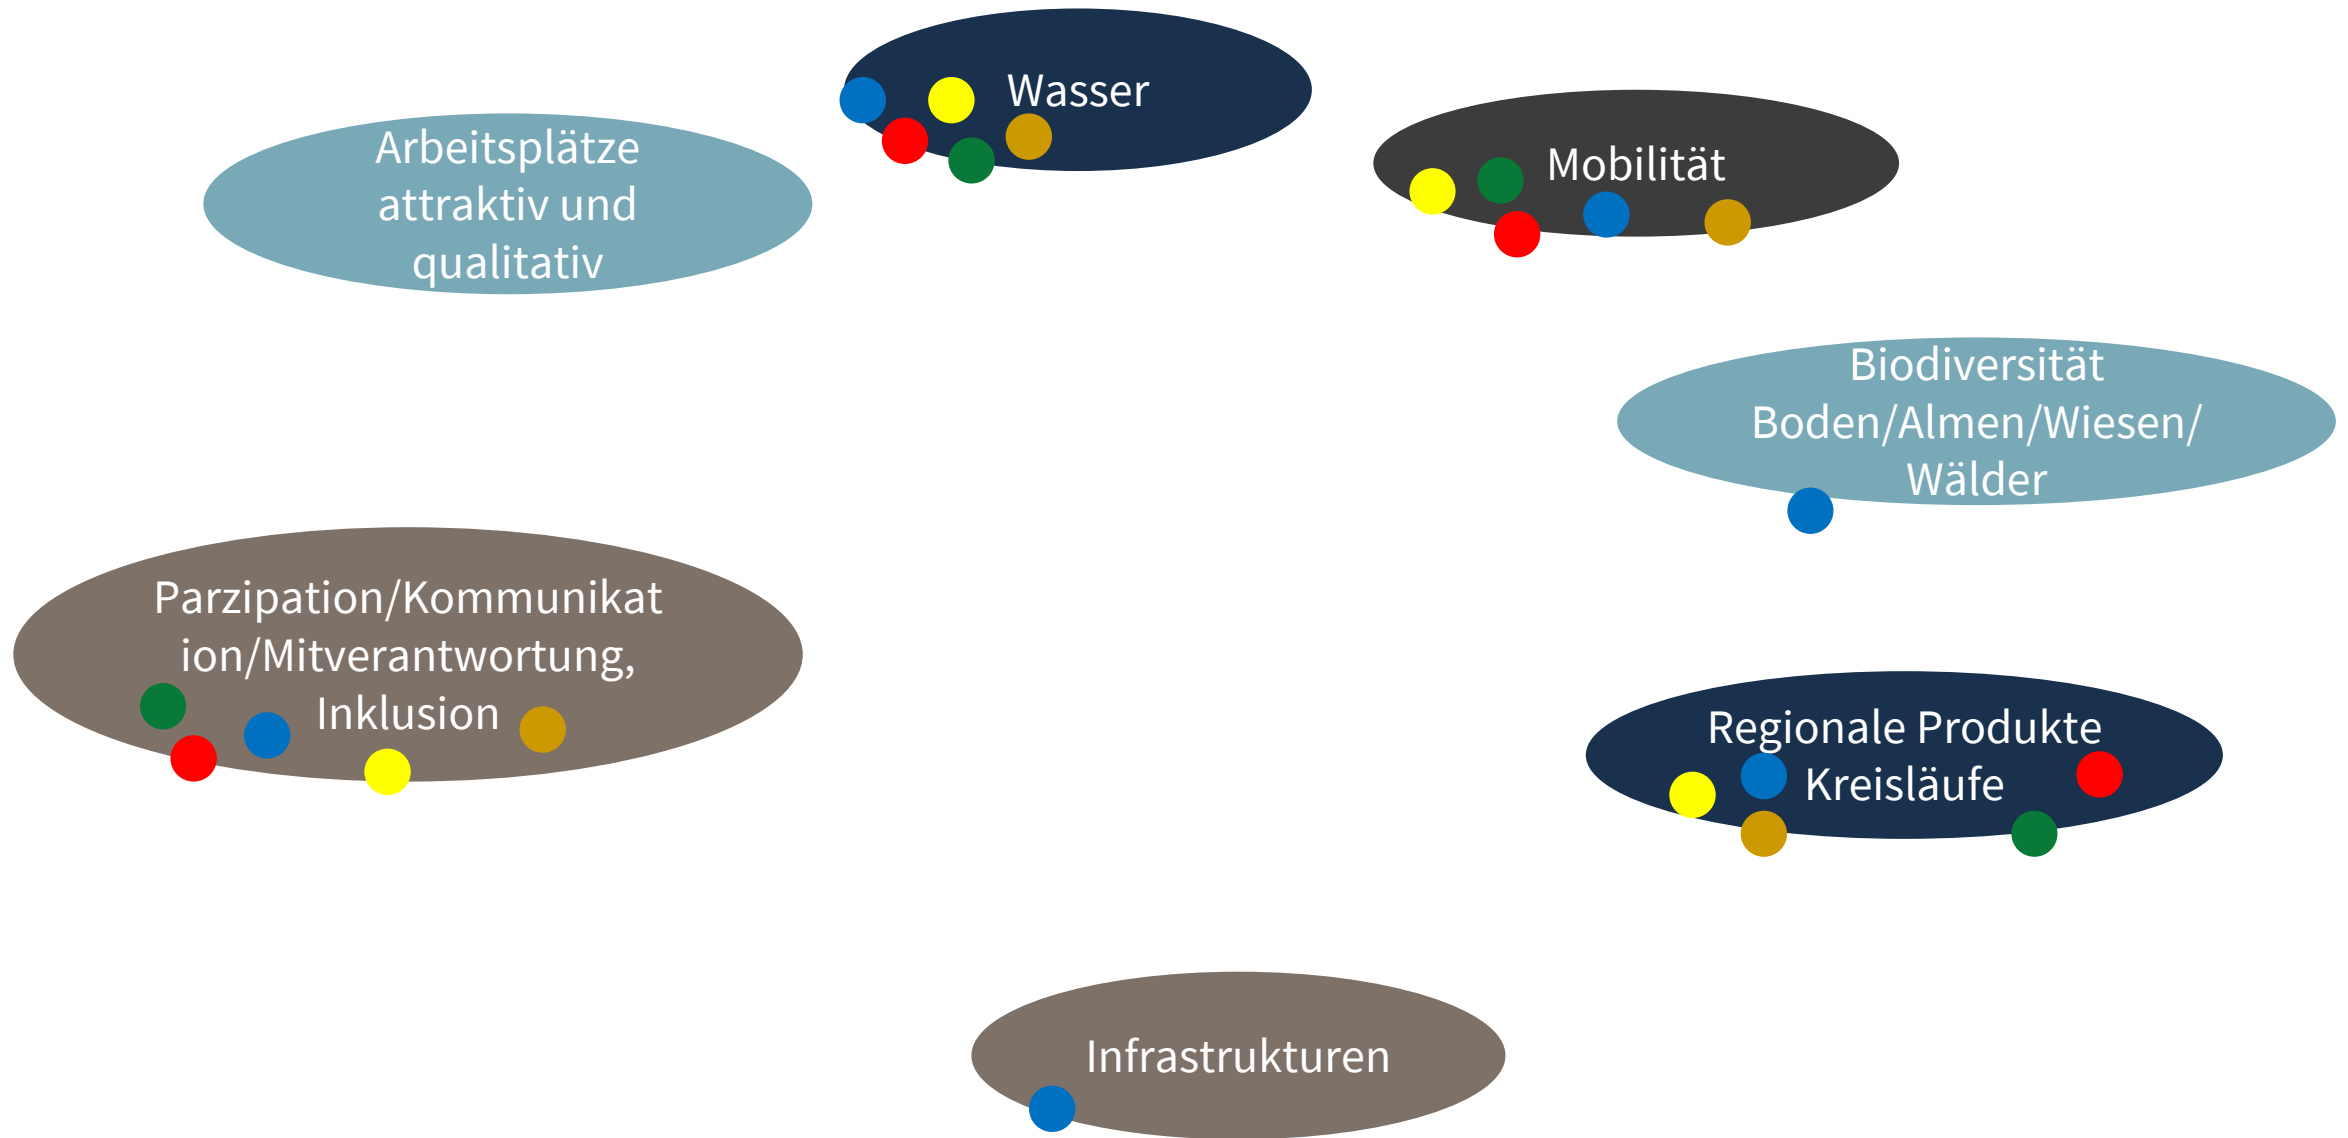 Wasser
Mobilität
Arbeitsplätze
attraktiv und
qualitativ
Biodiversität
Boden/Almen/Wiesen/
Wälder
Parzipation/Kommunikat
ion/Mitverantwortung,
Inklusion
Regionale Produkte
Kreisläufe
Infrastrukturen